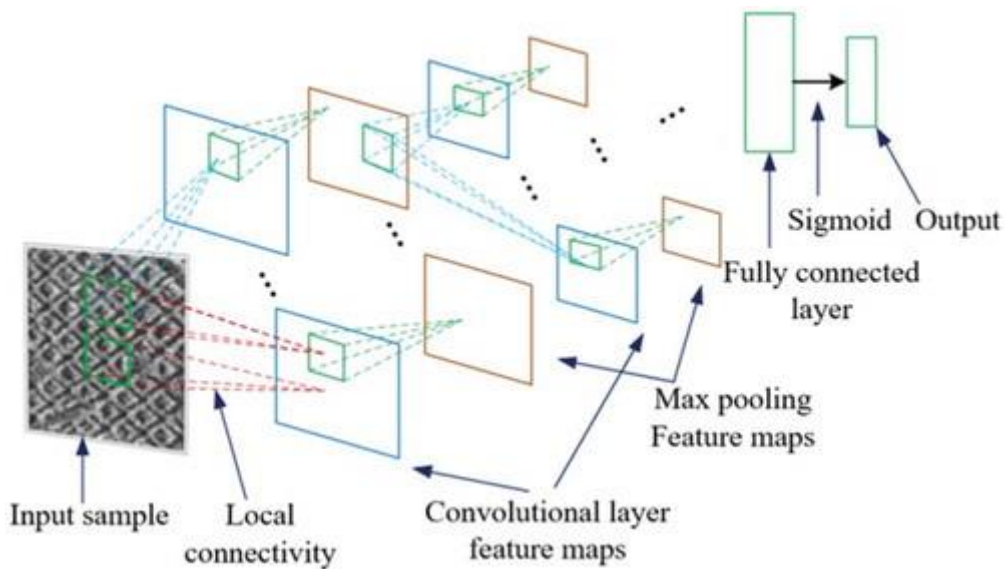 Sigmoid
Output
Fully connected
layer
Max pooling
Feature maps
Input sample
Local
connectivity
Convolutional layer
feature maps